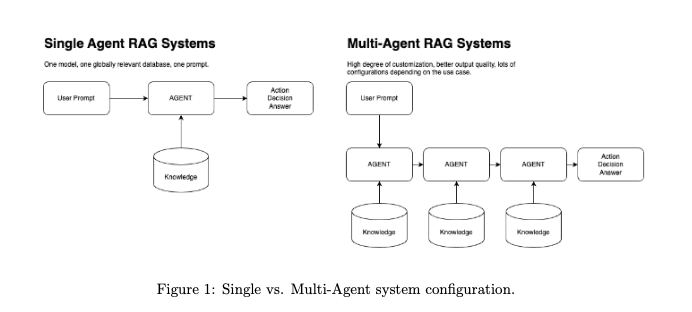 Single Agent RAG Systems
One model, one globally relevant database, one prompt.
User Prompt
AGENT
Action
Decision
Answer
Knowledge
Multi-Agent RAG Systems
High degree of customization, better output quality, lots of
configurations depending on the use case.
User Prompt
AGENT
AGENT
AGENT
Action
Decision
Answer
Knowledge
Knowledge
Knowledge
Figure 1: Single vs. Multi-Agent system configuration.